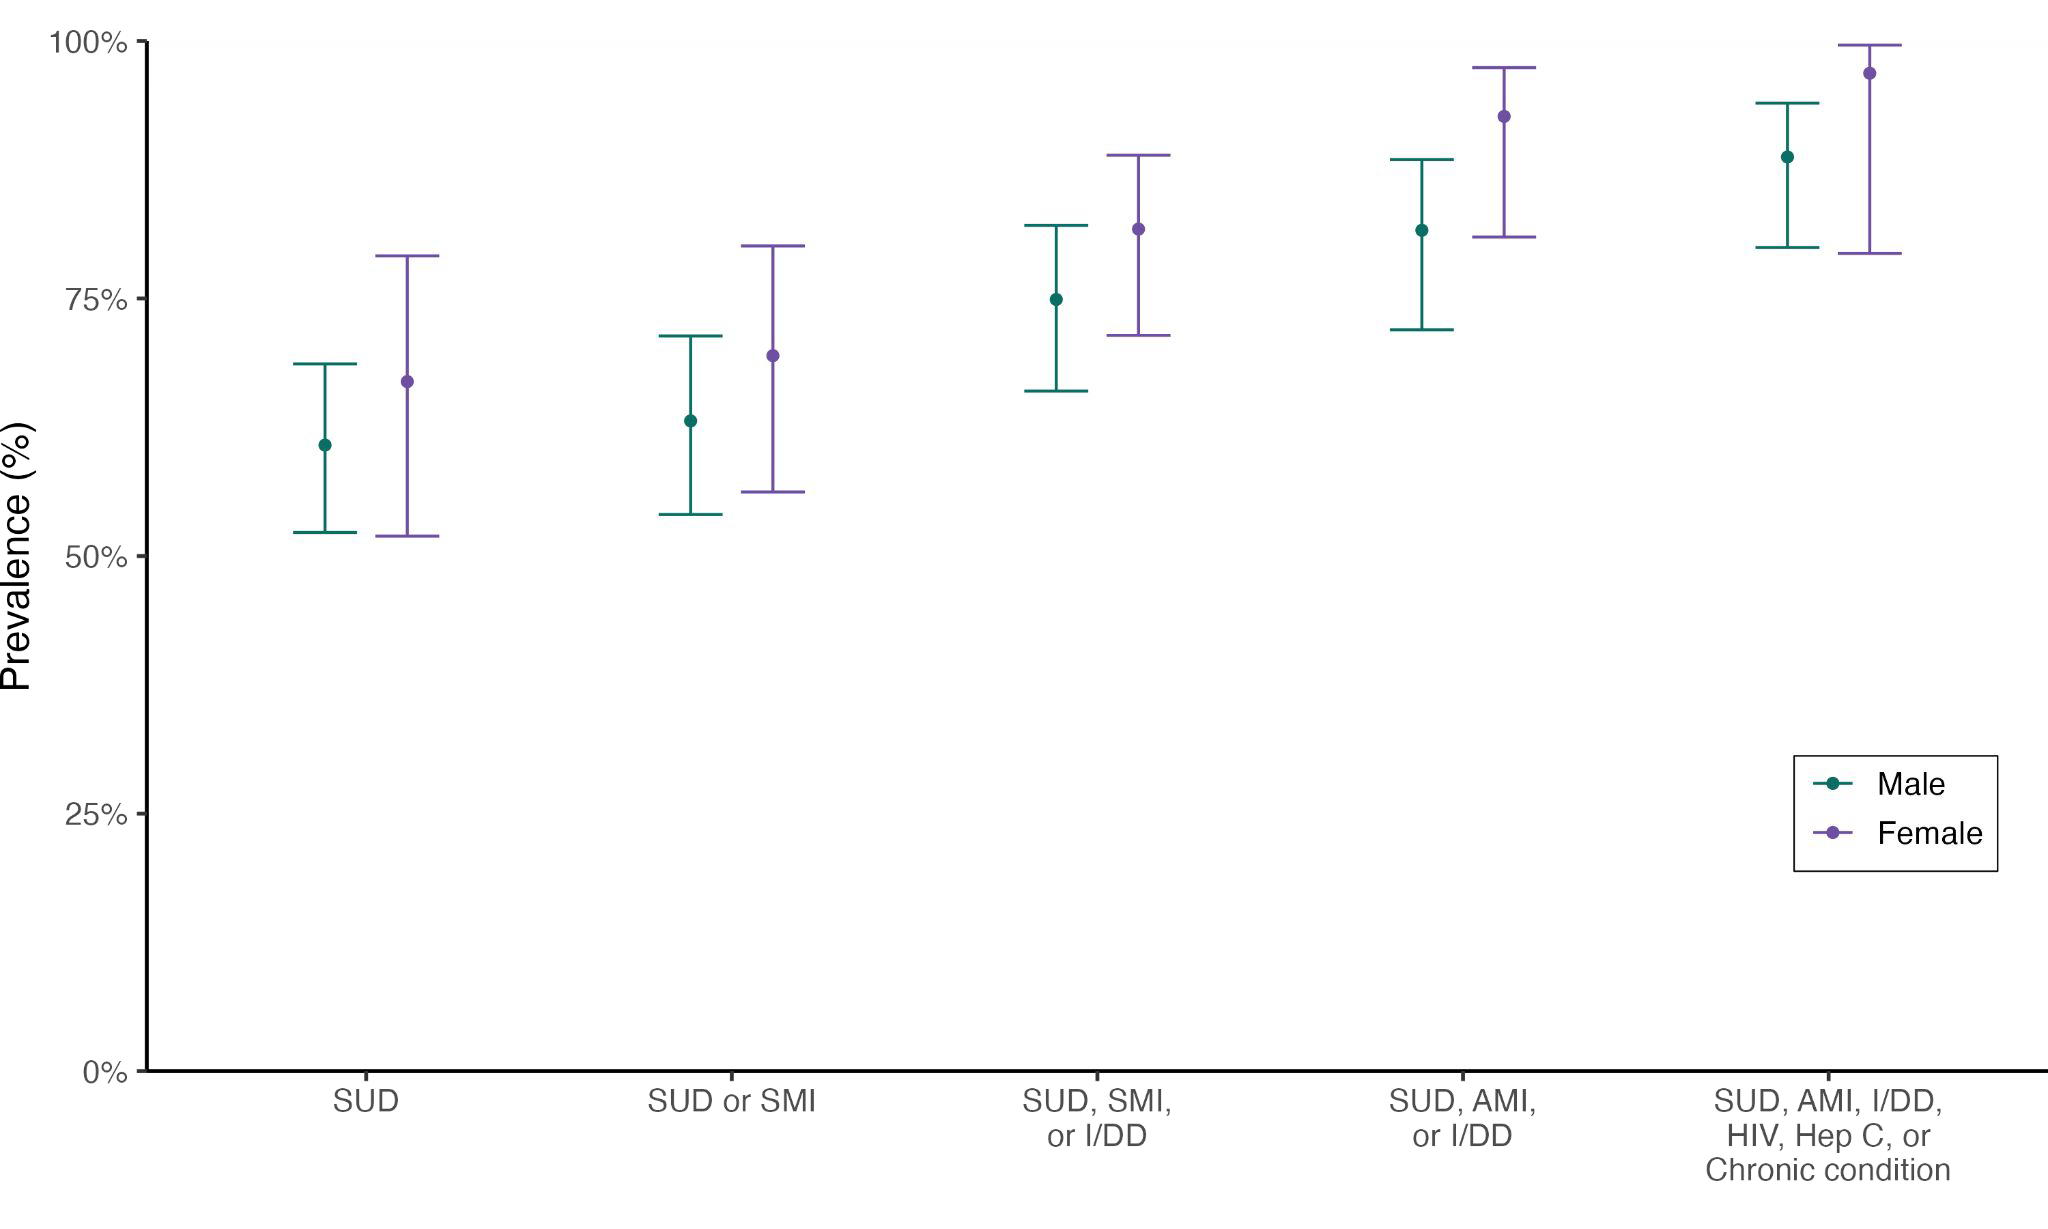 Prevalence (%)
100%
75%
50%
25%
0%
Male
Female
SUD
SUD or SMI
SUD, SMI,
or I/DD
SUD, AMI,
or I/DD
SUD, AMI, I/DD,
HIV, Hep C, or
Chronic condition